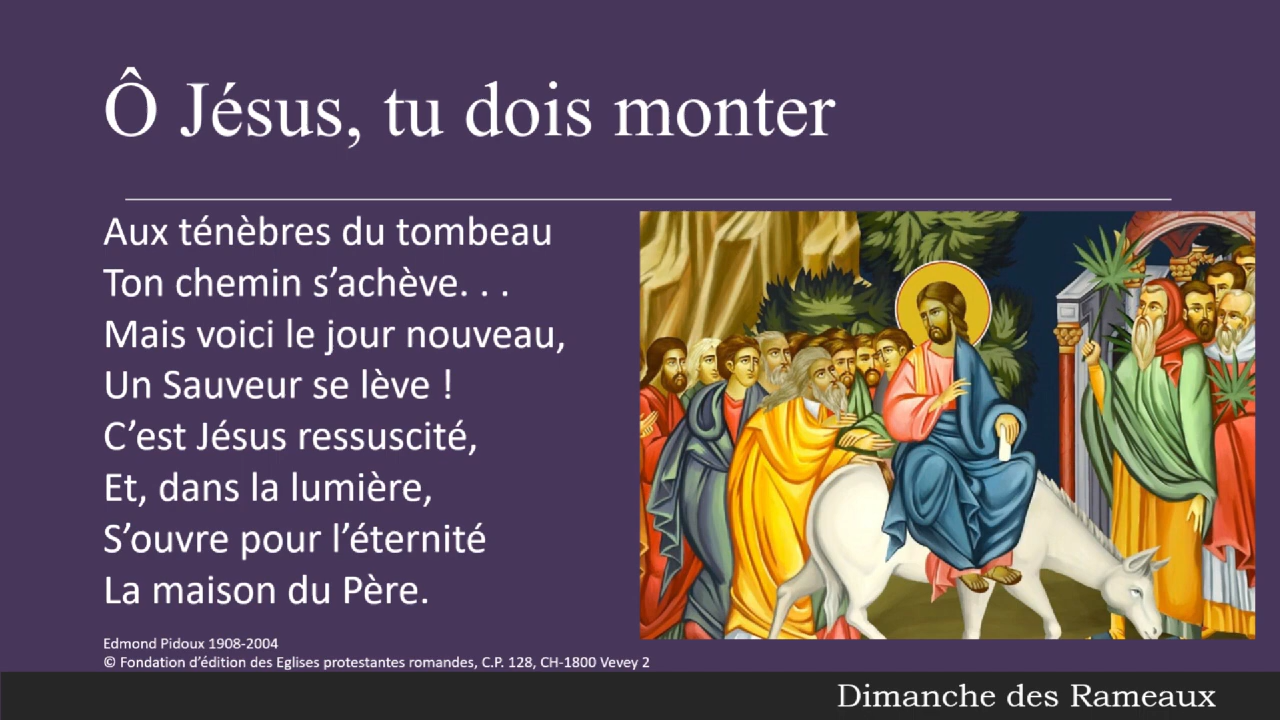 Ô Jésus, tu dois monter
Aux ténèbres du tombeau
Ton chemin s’achève. . .
Mais voici le jour nouveau,
Un Sauveur se lève !
C’est Jésus ressuscité,
Et, dans la lumière,
S’ouvre pour l’éternité
La maison du Père.
Edmond Pidoux 1908-2004
© Fondation d’édition des Eglises protestantes romandes, C.P. 128, CH-1800 Vevey 2
Dimanche des Rameaux